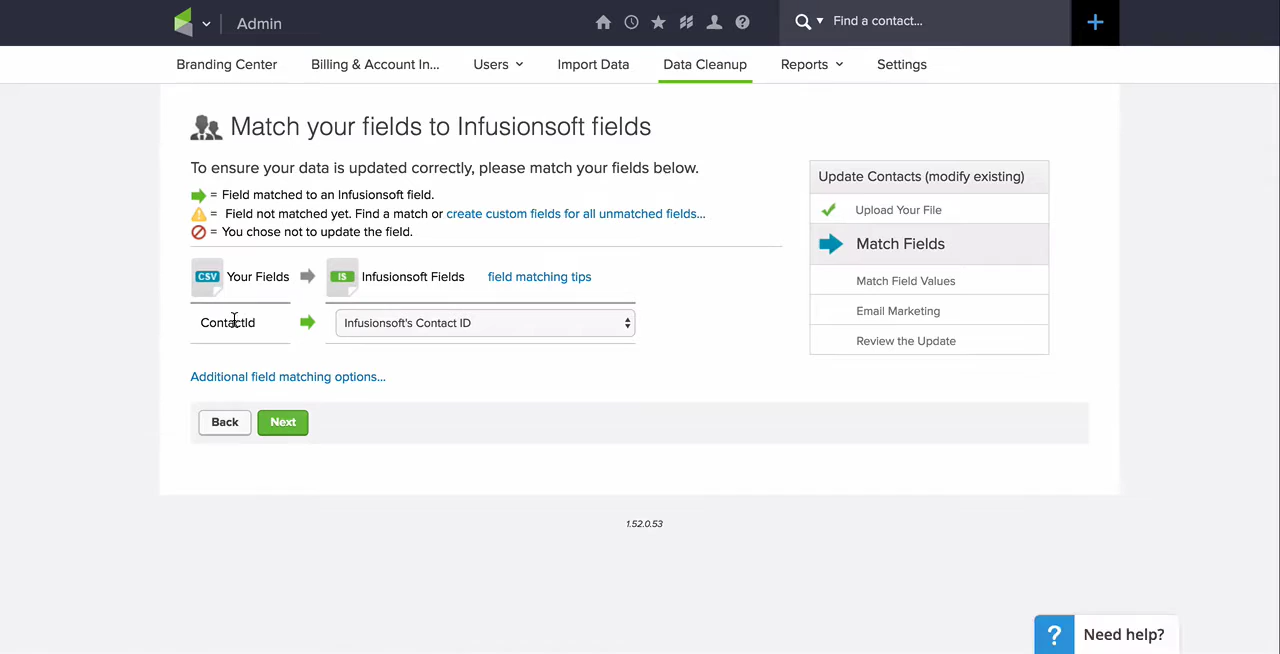 Admin
Find a contact...
Branding Center
Billing & Account In...
Users
Import Data
Data Cleanup
Reports
Settings
Match your fields to Infusionsoft fields
To ensure your data is updated correctly, please match your fields below.
= Field matched to an Infusionsoft field.
= Field not matched yet. Find a match or create custom fields for all unmatched fields...
= You chose not to update the field.
CSV Your Fields
IS Infusionsoft Fields
field matching tips
ContactId
Infusionsoft's Contact ID
Additional field matching options...
Back
Next
Update Contacts (modify existing)
Upload Your File
Match Fields
Match Field Values
Email Marketing
Review the Update
1.52.0.53
? Need help?